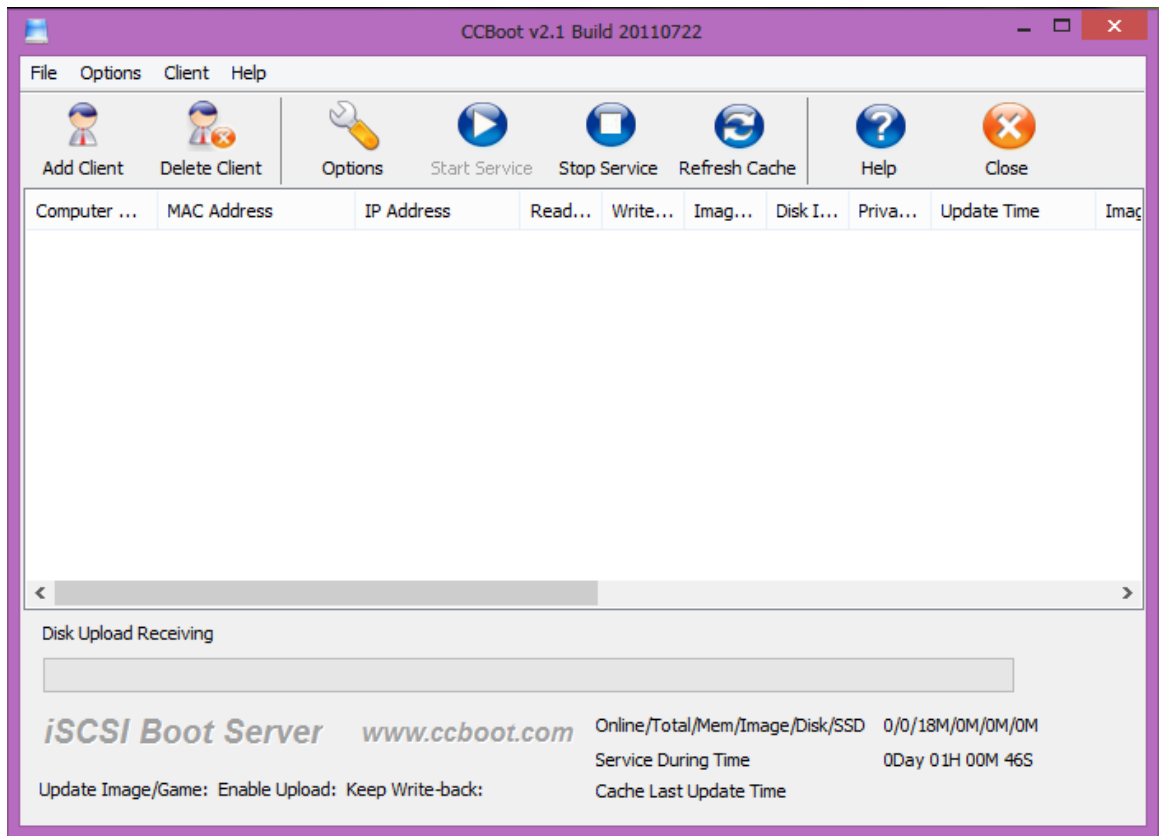 CCBoot v2.1 Build 20110722
File Options Client Help
Add Client Delete Client Options Start Service Stop Service Refresh Cache Help Close
Computer ... MAC Address IP Address Read... Write... Imag... Disk I... Priva... Update Time Imag
Disk Upload Receiving
iSCSI Boot Server www.ccboot.com Online/Total/Mem/Image/Disk/SSD 0/0/18M/0M/0M/0M
Service During Time 0Day 01H 00M 46S
Update Image/Game: Enable Upload: Keep Write-back: Cache Last Update Time